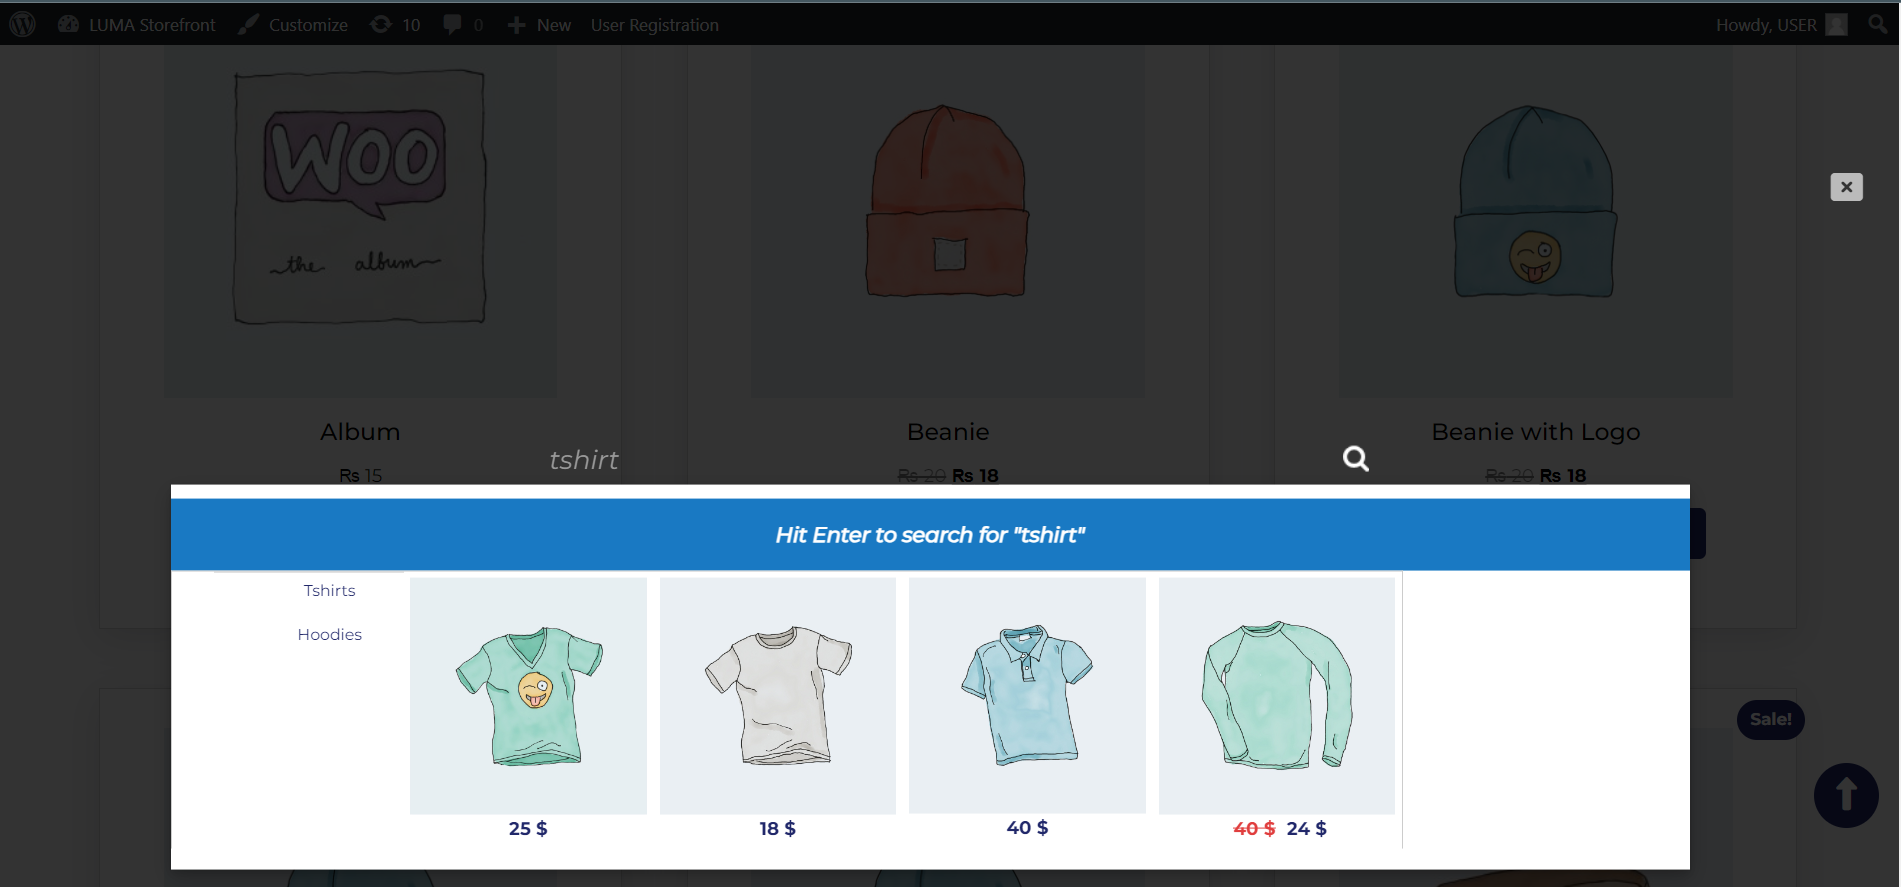 LUMA Storefront Customize 10 0 New User Registration Howdy, USER
WOO
the album
Album Beanie Beanie with Logo
tshirt
Rs 15 Rs 20 Rs 18 Rs 20 Rs 18
Hit Enter to search for "tshirt"
Tshirts
Hoodies
Sale!
25 $ 18 $ 40 $ 40 $ 24 $